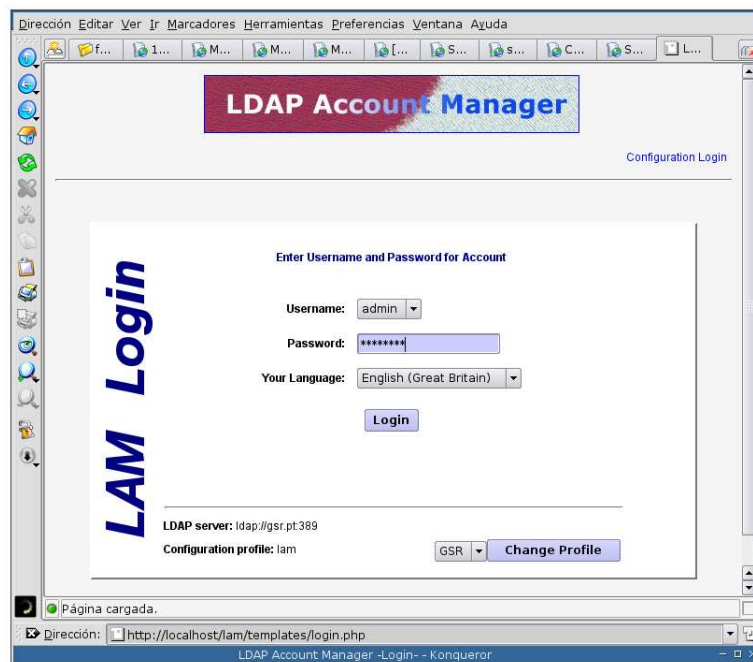 Dirección Editar Ver Ir Marcadores Herramientas Preferencias Ventana Ayuda
f... 1... M... M... M... [... S... s... C... S... L...
LDAP Account Manager
Configuration Login
LAM Login
Enter Username and Password for Account
Username: admin
Password: ********
Your Language: English (Great Britain)
Login
LDAP server: ldap://gsr.pt:389
Configuration profile: lam GSR Change Profile
Página cargada.
Dirección: http://localhost/lam/templates/login.php
LDAP Account Manager -Login- - Konqueror